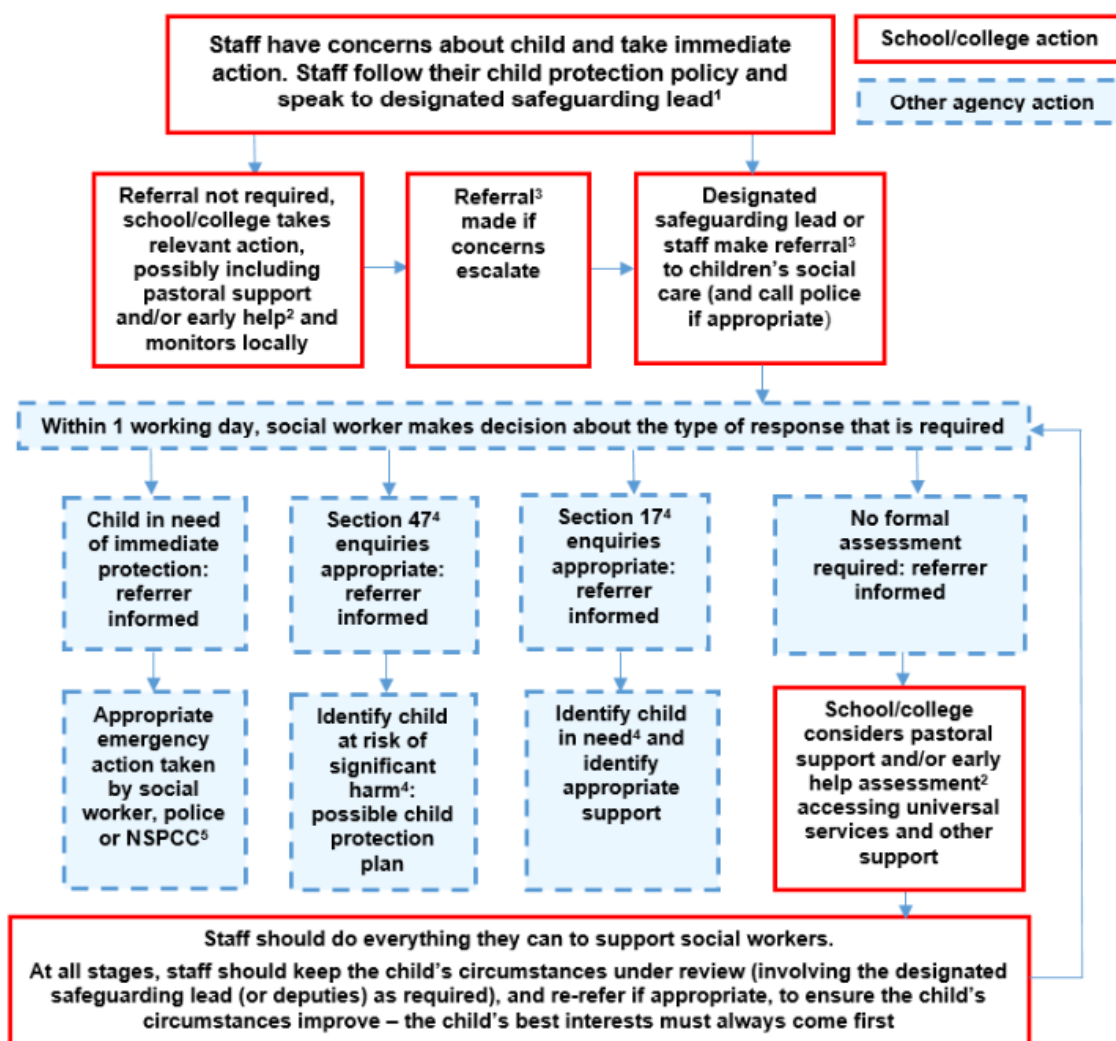 Staff have concerns about child and take immediate
action. Staff follow their child protection policy and
speak to designated safeguarding lead¹
School/college action
Other agency action
Referral not required,
school/college takes
relevant action,
possibly including
pastoral support
and/or early help² and
monitors locally
Referral³
made if
concerns
escalate
Designated
safeguarding lead or
staff make referral³
to children’s social
care (and call police
if appropriate)
Within 1 working day, social worker makes decision about the type of response that is required
Child in need
of immediate
protection:
referrer
informed
Section 47⁴
enquiries
appropriate:
referrer
informed
Section 17⁴
enquiries
appropriate:
referrer
informed
No formal
assessment
required: referrer
informed
Appropriate
emergency
action taken
by social
worker, police
or NSPCC⁵
Identify child
at risk of
significant
harm⁴:
possible child
protection
plan
Identify child
in need⁴ and
identify
appropriate
support
School/college
considers pastoral
support and/or early
help assessment²
accessing universal
services and other
support
Staff should do everything they can to support social workers.
At all stages, staff should keep the child’s circumstances under review (involving the designated
safeguarding lead (or deputies) as required), and re-refer if appropriate, to ensure the child’s
circumstances improve – the child’s best interests must always come first